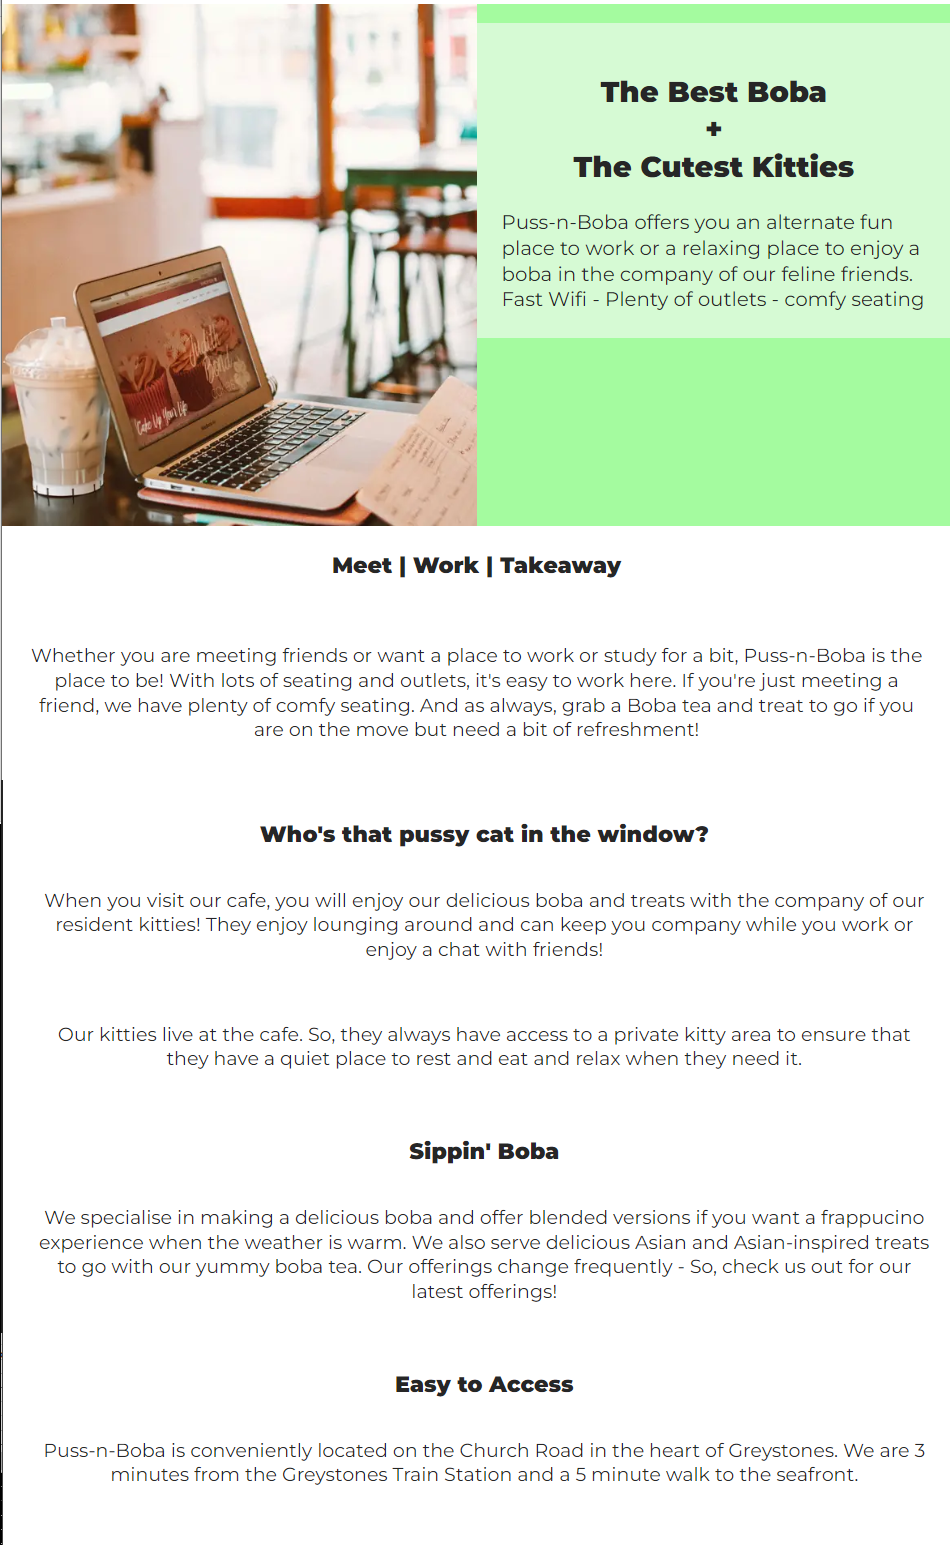 The Best Boba
+
The Cutest Kitties
Puss-n-Boba offers you an alternate fun
place to work or a relaxing place to enjoy a
boba in the company of our feline friends.
Fast Wifi - Plenty of outlets - comfy seating
Cake Up Your Life
Meet | Work | Takeaway
Whether you are meeting friends or want a place to work or study for a bit, Puss-n-Boba is the
place to be! With lots of seating and outlets, it's easy to work here. If you're just meeting a
friend, we have plenty of comfy seating. And as always, grab a Boba tea and treat to go if you
are on the move but need a bit of refreshment!
Who's that pussy cat in the window?
When you visit our cafe, you will enjoy our delicious boba and treats with the company of our
resident kitties! They enjoy lounging around and can keep you company while you work or
enjoy a chat with friends!
Our kitties live at the cafe. So, they always have access to a private kitty area to ensure that
they have a quiet place to rest and eat and relax when they need it.
Sippin' Boba
We specialise in making a delicious boba and offer blended versions if you want a frappucino
experience when the weather is warm. We also serve delicious Asian and Asian-inspired treats
to go with our yummy boba tea. Our offerings change frequently - So, check us out for our
latest offerings!
Easy to Access
Puss-n-Boba is conveniently located on the Church Road in the heart of Greystones. We are 3
minutes from the Greystones Train Station and a 5 minute walk to the seafront.